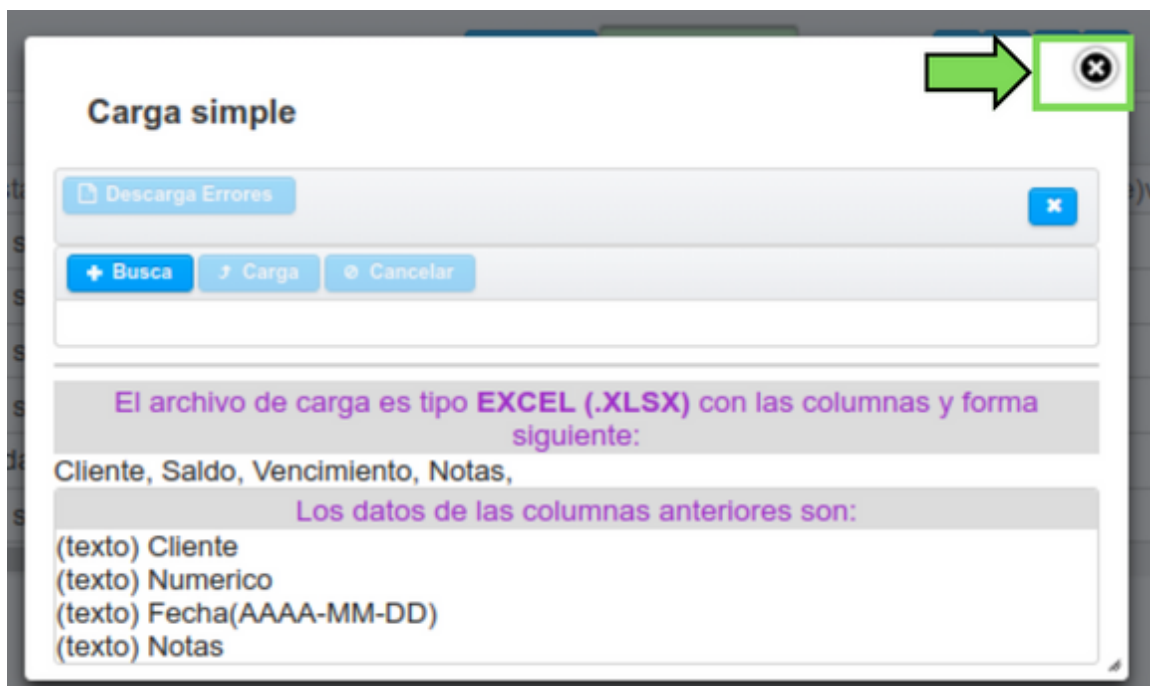 Carga simple
Descarga Errores
Busca
Carga
Cancelar
El archivo de carga es tipo EXCEL (.XLSX) con las columnas y forma
siguiente:
Cliente, Saldo, Vencimiento, Notas,
Los datos de las columnas anteriores son:
(texto) Cliente
(texto) Numerico
(texto) Fecha(AAAA-MM-DD)
(texto) Notas